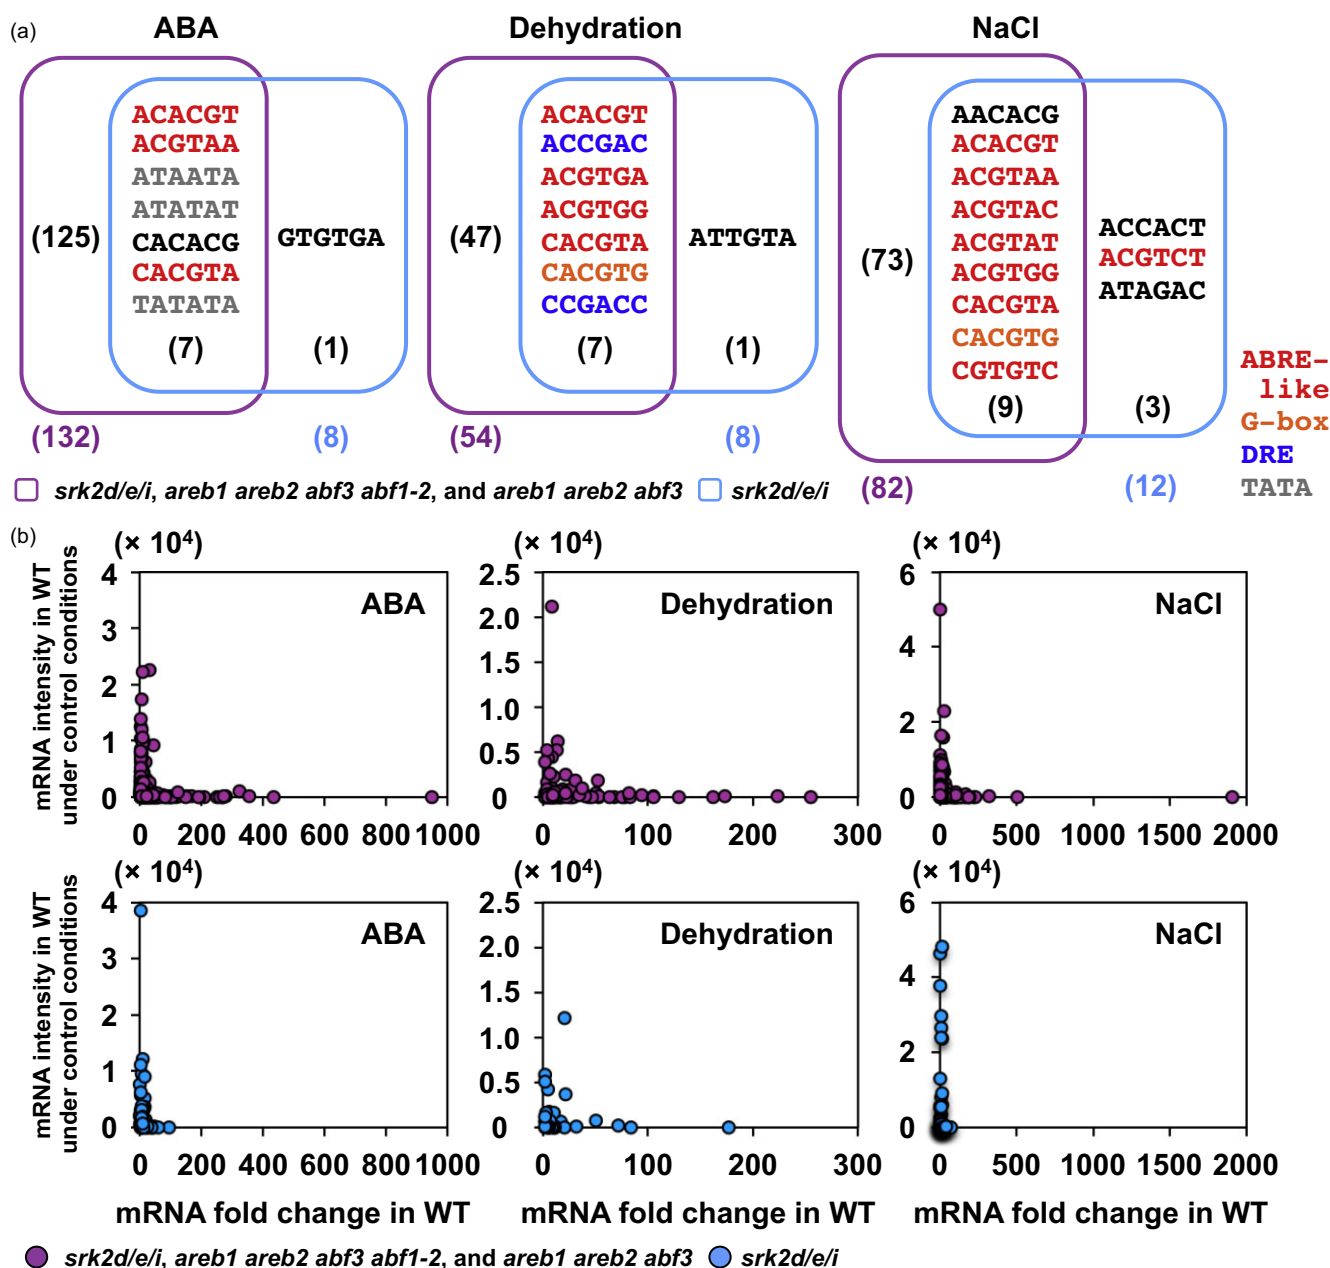 (a)
ABA
Dehydration
NaCl
ACACGT
ACGTAA
ATAATA
ATATAT
CACACG
CACGTA
TATATA
(125)
(7)
GTGTGA
(1)
(132)
(8)
ACACGT
ACCGAC
ACGTGA
ACGTGG
CACGTA
CACGTG
CCGACC
(47)
(7)
ATTGTA
(1)
(54)
(8)
AACACG
ACACGT
ACGTAA
ACGTAC
ACGTAT
ACGTGG
CACGTA
CACGTG
CGTGTC
(73)
(9)
ACCACT
ACGTCT
ATAGAC
(3)
(82)
(12)
ABRE-
like
G-box
DRE
TATA
srk2d/e/i, areb1 areb2 abf3 abf1-2, and areb1 areb2 abf3 srk2d/e/i
(b)
mRNA intensity in WT
under control conditions
(× 10⁴)
4
3
2
1
0
ABA
0 200 400 600 800 1000
(× 10⁴)
2.5
2.0
1.5
1.0
0.5
0
Dehydration
0 100 200 300
(× 10⁴)
6
4
2
0
NaCl
0 500 1000 1500 2000
mRNA intensity in WT
under control conditions
(× 10⁴)
4
3
2
1
0
ABA
0 200 400 600 800 1000
(× 10⁴)
2.5
2.0
1.5
1.0
0.5
0
Dehydration
0 100 200 300
(× 10⁴)
6
4
2
0
NaCl
0 500 1000 1500 2000
mRNA fold change in WT
mRNA fold change in WT
mRNA fold change in WT
srk2d/e/i, areb1 areb2 abf3 abf1-2, and areb1 areb2 abf3 srk2d/e/i